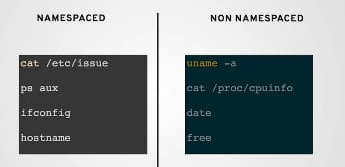 NAMESPACED
cat /etc/issue
ps aux
ifconfig
hostname
NON NAMESPACED
uname -a
cat /proc/cpuinfo
date
free